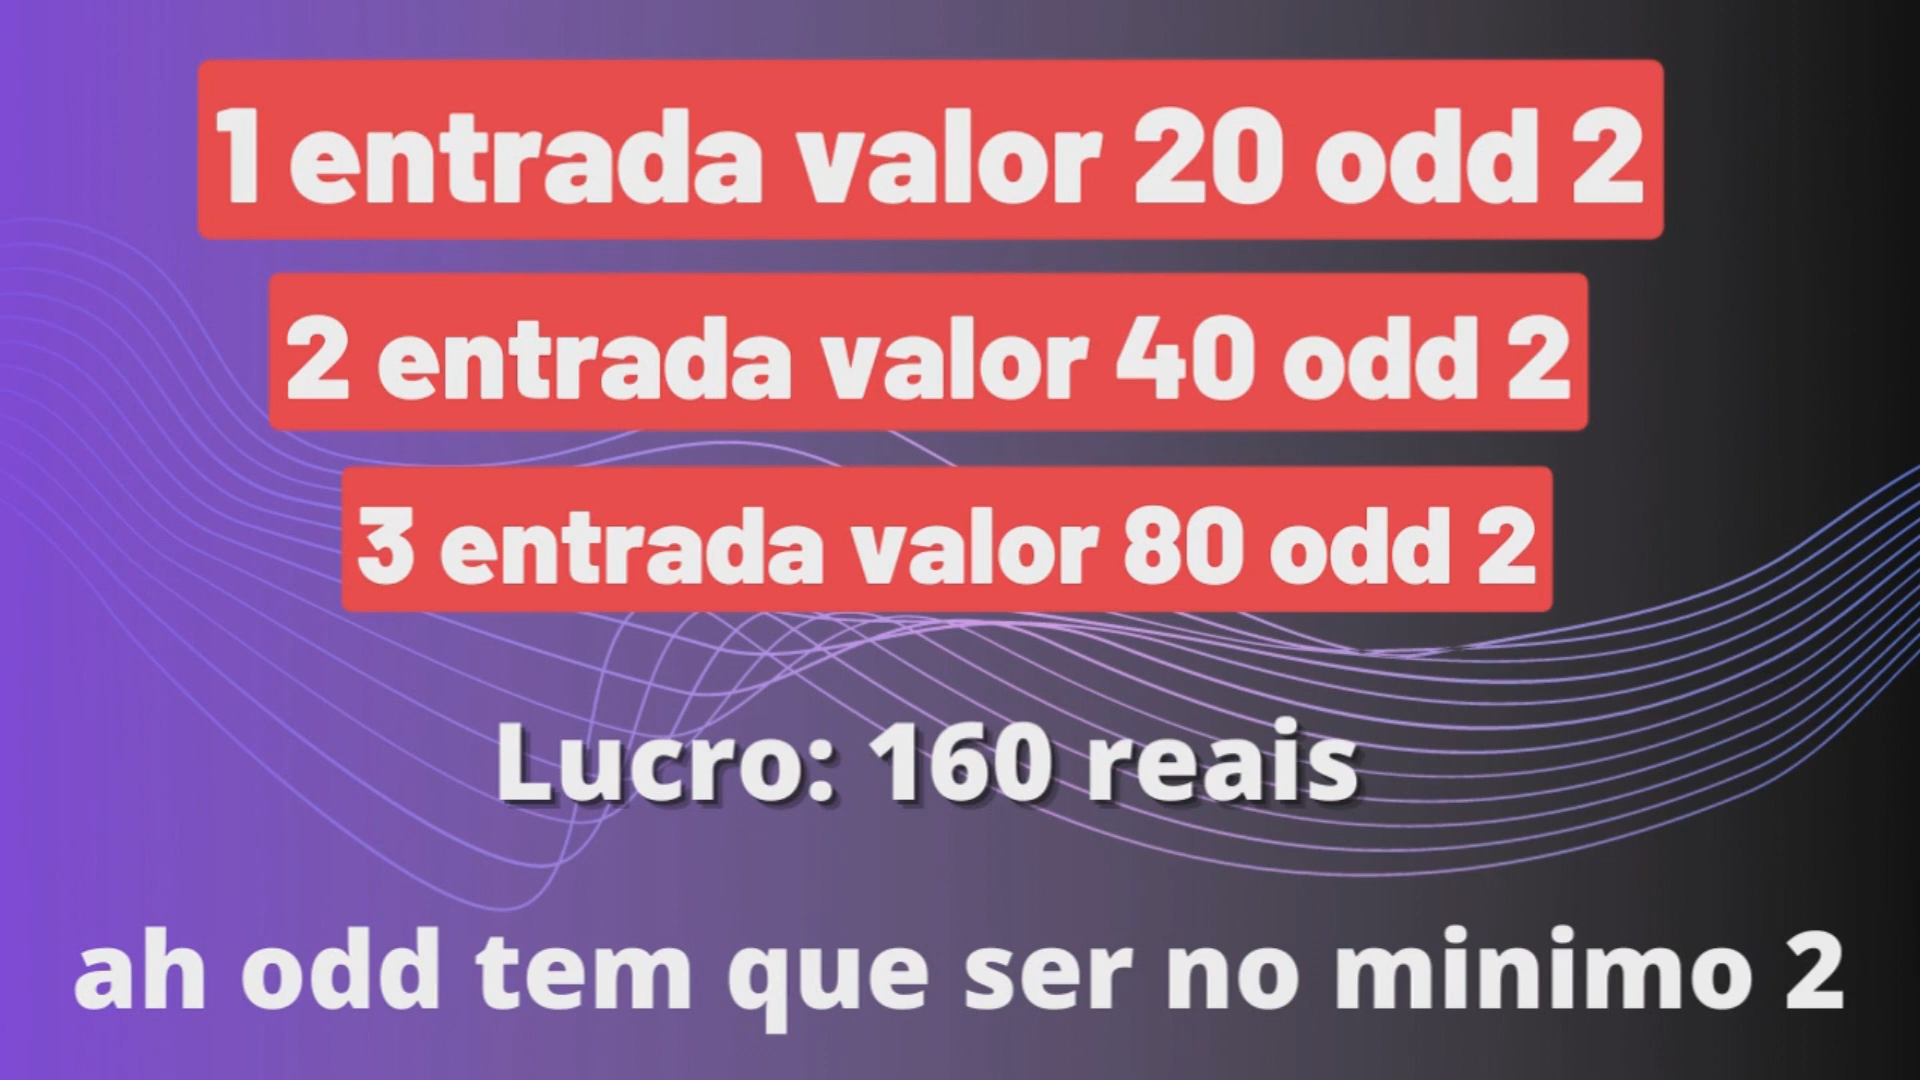 1 entrada valor 20 odd 2
2 entrada valor 40 odd 2
3 entrada valor 80 odd 2
Lucro: 160 reais
ah odd tem que ser no minimo 2